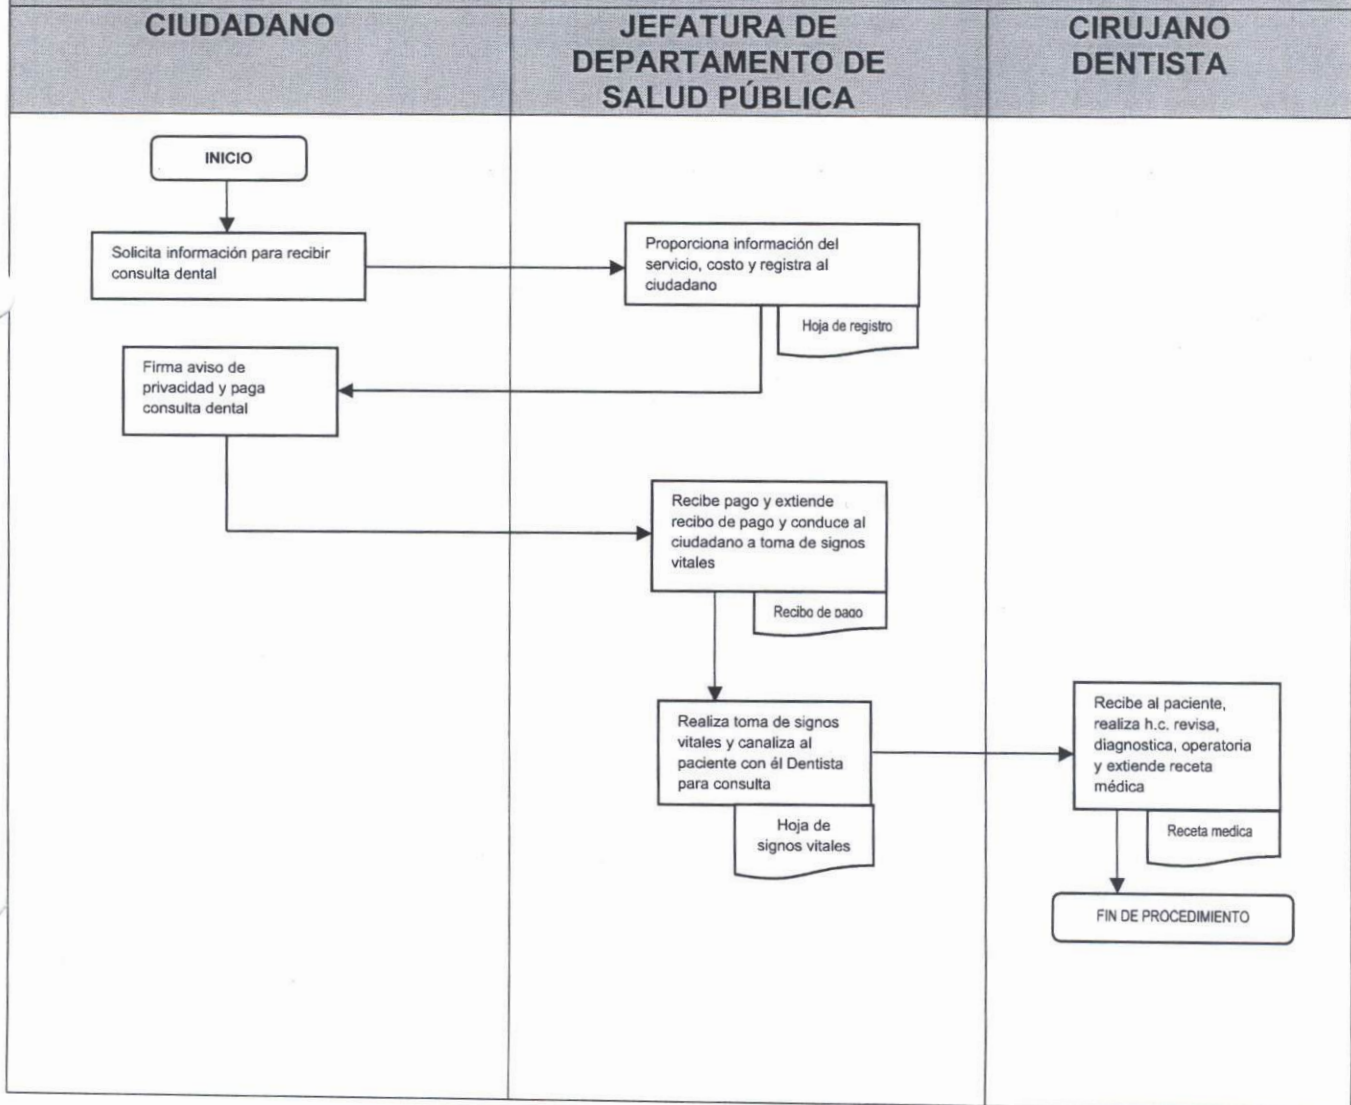 CIUDADANO
JEFATURA DE
DEPARTAMENTO DE
SALUD PÚBLICA
CIRUJANO
DENTISTA
INICIO
Solicita información para recibir
consulta dental
Proporciona información del
servicio, costo y registra al
ciudadano
Hoja de registro
Firma aviso de
privacidad y paga
consulta dental
Recibe pago y extiende
recibo de pago y conduce al
ciudadano a toma de signos
vitales
Recibo de pago
Realiza toma de signos
vitales y canaliza al
paciente con él Dentista
para consulta
Hoja de
signos vitales
Recibe al paciente,
realiza h.c. revisa,
diagnostica, operatoria
y extiende receta
médica
Receta medica
FIN DE PROCEDIMIENTO